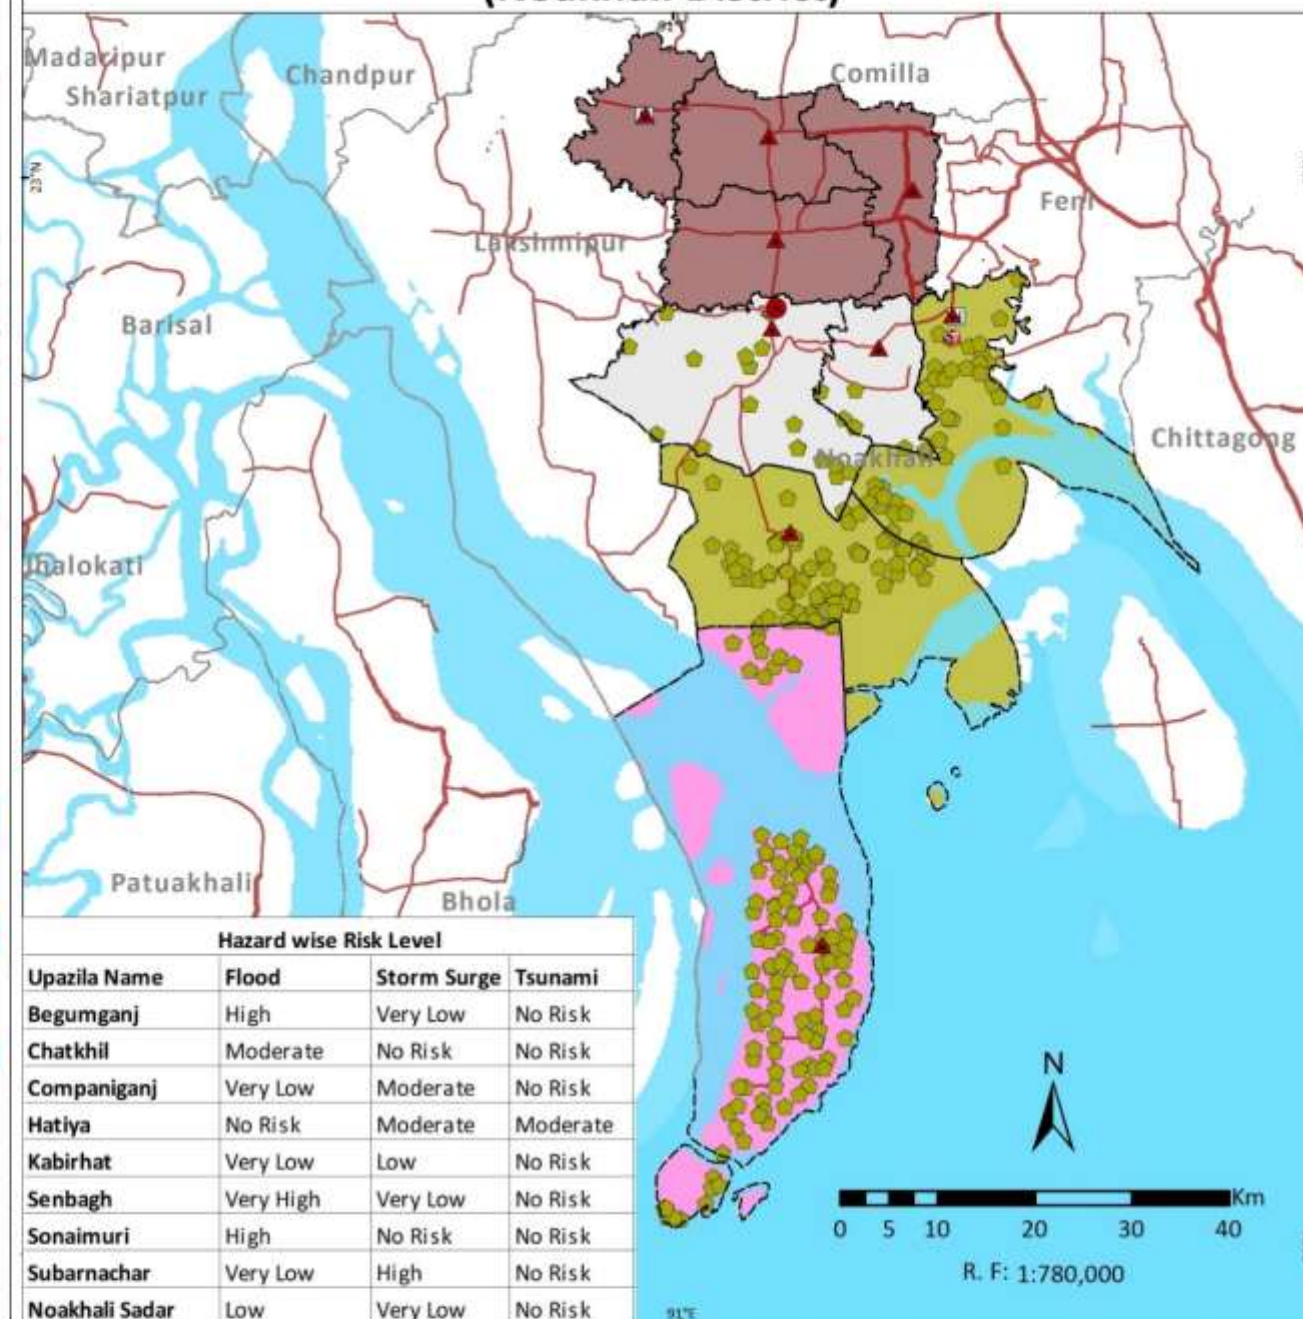 91°
Madaripur
Shariatpur
Chandpur
Comilla
23°N
Feni
Lakshmipur
Barisal
Chittagong
Noakhali
Jhalokati
Patuakhali
Bhola
Hazard wise Risk Level
Upazila Name Flood Storm Surge Tsunami
Begumganj High Very Low No Risk
Chatkhil Moderate No Risk No Risk
Companiganj Very Low Moderate No Risk
Hatiya No Risk Moderate Moderate
Kabirhat Very Low Low No Risk
Senbagh Very High Very Low No Risk
Sonaimuri High No Risk No Risk
Subarnachar Very Low High No Risk
Noakhali Sadar Low Very Low No Risk
N
Km
0 5 10 20 30 40
R. F: 1:780,000
91°E